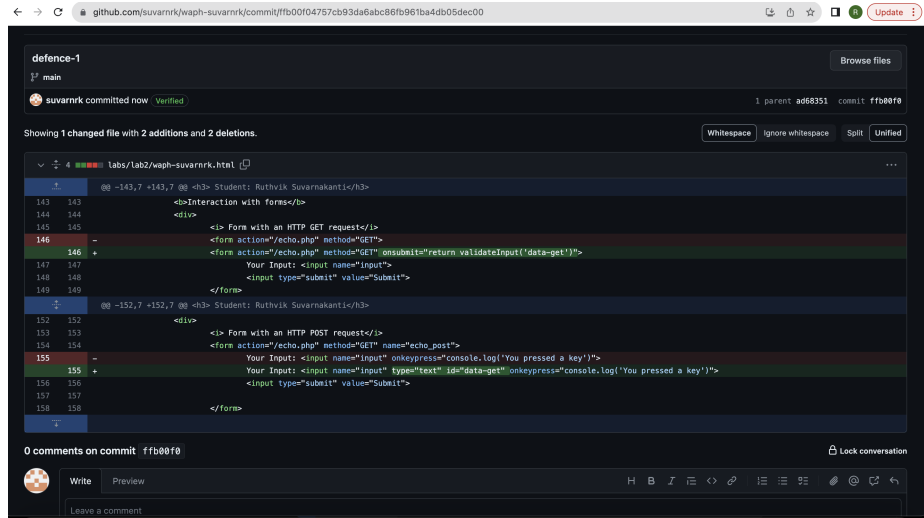 github.com/suvarnrk/waph-suvarnrk/commit/ffb00f04757cb93da6abc86fb961ba4db05dec00
R
Update
defence-1
Browse files
main
suvarnrk committed now Verified
1 parent ad68351 commit ffb00f0
Showing 1 changed file with 2 additions and 2 deletions.
Whitespace Ignore whitespace Split Unified
4 labs/lab2/waph-suvarnrk.html
@@ -143,7 +143,7 @@ <h3> Student: Ruthvik Suvarnakanti</h3>
143 143 <b>Interaction with forms</b>
144 144 <div>
145 145 <i> Form with an HTTP GET request</i>
146 - <form action="/echo.php" method="GET">
146 + <form action="/echo.php" method="GET" onsubmit="return validateInput('data-get')">
147 147 Your Input: <input name="input">
148 148 <input type="submit" value="Submit">
149 149 </form>
@@ -152,7 +152,7 @@ <h3> Student: Ruthvik Suvarnakanti</h3>
152 152 <div>
153 153 <i> Form with an HTTP POST request</i>
154 154 <form action="/echo.php" method="GET" name="echo_post">
155 - Your Input: <input name="input" onkeypress="console.log('You pressed a key')">
155 + Your Input: <input name="input" type="text" id="data-get" onkeypress="console.log('You pressed a key')">
156 156 <input type="submit" value="Submit">
157 157
158 158 </form>
0 comments on commit ffb00f0
Lock conversation
Write Preview
H B I
Leave a comment